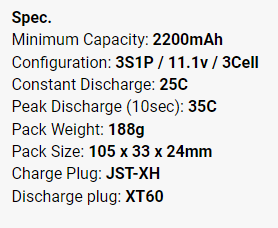 Spec.
Minimum Capacity: 2200mAh
Configuration: 3S1P / 11.1v / 3Cell
Constant Discharge: 25C
Peak Discharge (10sec): 35C
Pack Weight: 188g
Pack Size: 105 x 33 x 24mm
Charge Plug: JST-XH
Discharge plug: XT60